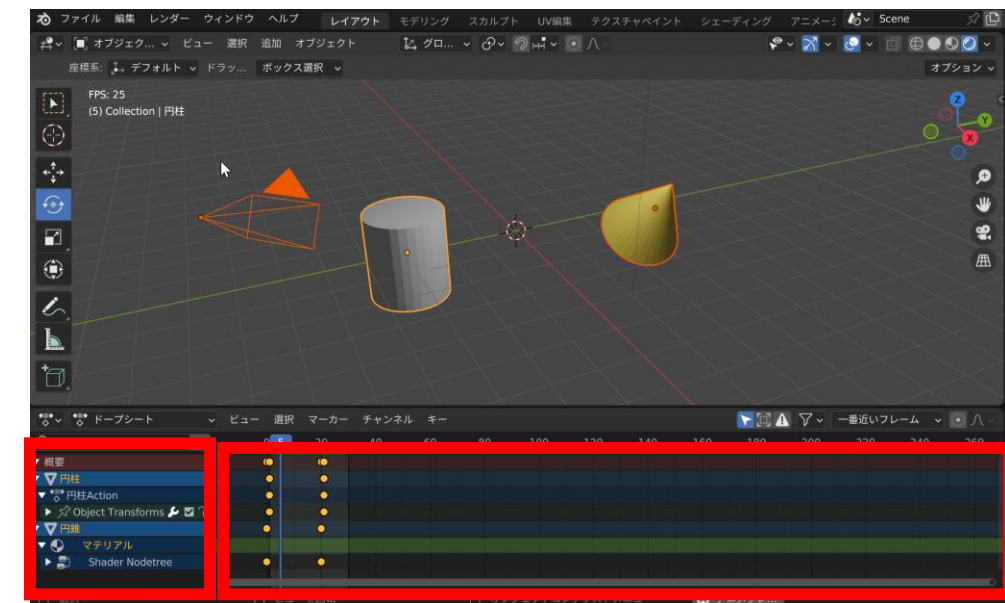 ファイル 編集 レンダー ウィンドウ ヘルプ レイアウト モデリング スカルプト UV編集 テクスチャペイント シェーディング アニメーシ Scene
オブジェク... ビュー 選択 追加 オブジェクト グロ...
座標系: デフォルト ドラッ... ボックス選択 オプション
FPS: 25
(5) Collection | 円柱
Z
Y
X
ドープシート ビュー 選択 マーカー チャンネル キー 一番近いフレーム
0 5 20 40 60 80 100 120 140 160 180 200 220 240 260
概要
円柱
円柱Action
Object Transforms
円錐
マテリアル
Shader Nodetree